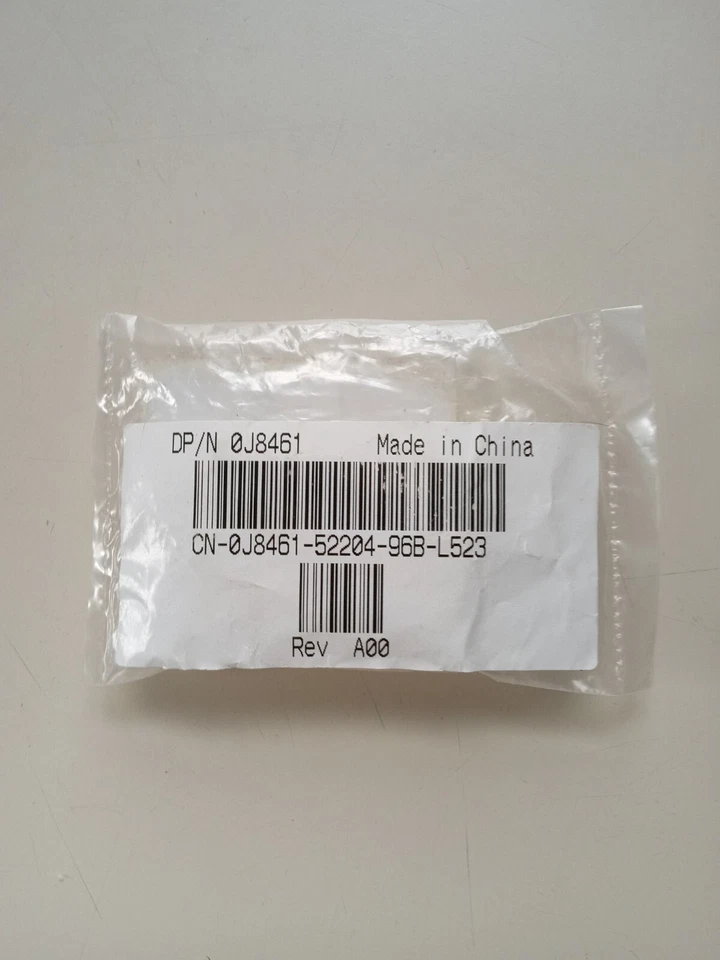 DP/N 0J8461 Made in China
CN-0J8461-52204-96B-L523
Rev A00